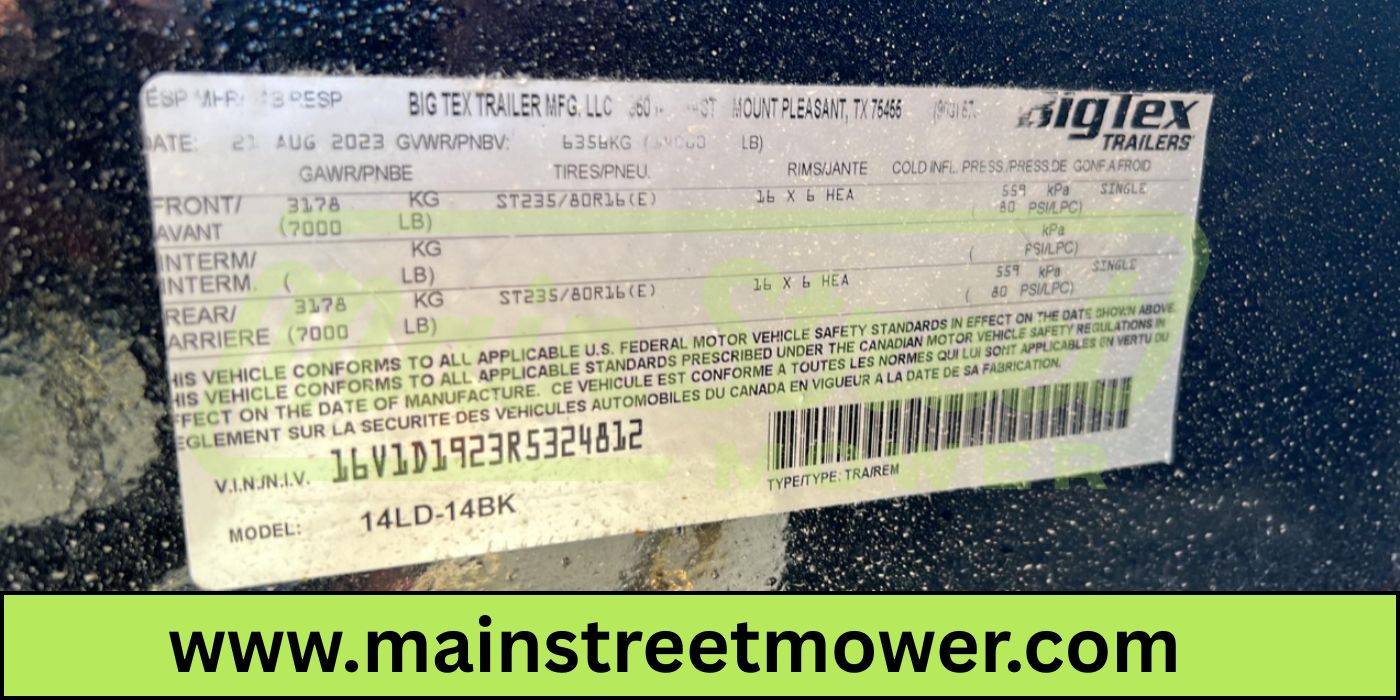 BIG TEX TRAILER MFG. LLC MOUNT PLEASANT, TX 75455
BigTex
TRAILERS
ATE: 21 AUG 2023 GVWR/PNBV: 6356KG LB)
GAWR/PNBE TIRES/PNEU. RIMS/JANTE COLD INFL. PRESS./PRESS DE GONF A FROID
FRONT/ 3178 KG ST235/80R16(E) 16 X 6 HEA 559 kPa SINGLE
AVANT (7000 LB) ( 80 PSI/LPC)
INTERM/ KG kPa
INTERM. ( LB) ( PSI/LPC)
REAR/ 3178 KG ST235/80R16(E) 16 X 6 HEA 559 kPa SINGLE
ARRIERE (7000 LB) ( 80 PSI/LPC)
HIS VEHICLE CONFORMS TO ALL APPLICABLE U.S. FEDERAL MOTOR VEHICLE SAFETY STANDARDS IN EFFECT ON THE DATE SHOWN ABOVE.
HIS VEHICLE CONFORMS TO ALL APPLICABLE STANDARDS PRESCRIBED UNDER THE CANADIAN MOTOR VEHICLE SAFETY REGULATIONS IN
FFECT ON THE DATE OF MANUFACTURE. CE VEHICULE EST CONFORME A TOUTES LES NORMES QUI LUI SONT APPLICABLES EN VERTU DU
EGLEMENT SUR LA SECURITE DES VEHICULES AUTOMOBILES DU CANADA EN VIGUEUR A LA DATE DE SA FABRICATION.
V.I.N./N.I.V. 16V1D1923R5324812
TYPE/TYPE: TRA/REM
MODEL: 14LD-14BK
Main Street
MOWER
www.mainstreetmower.com